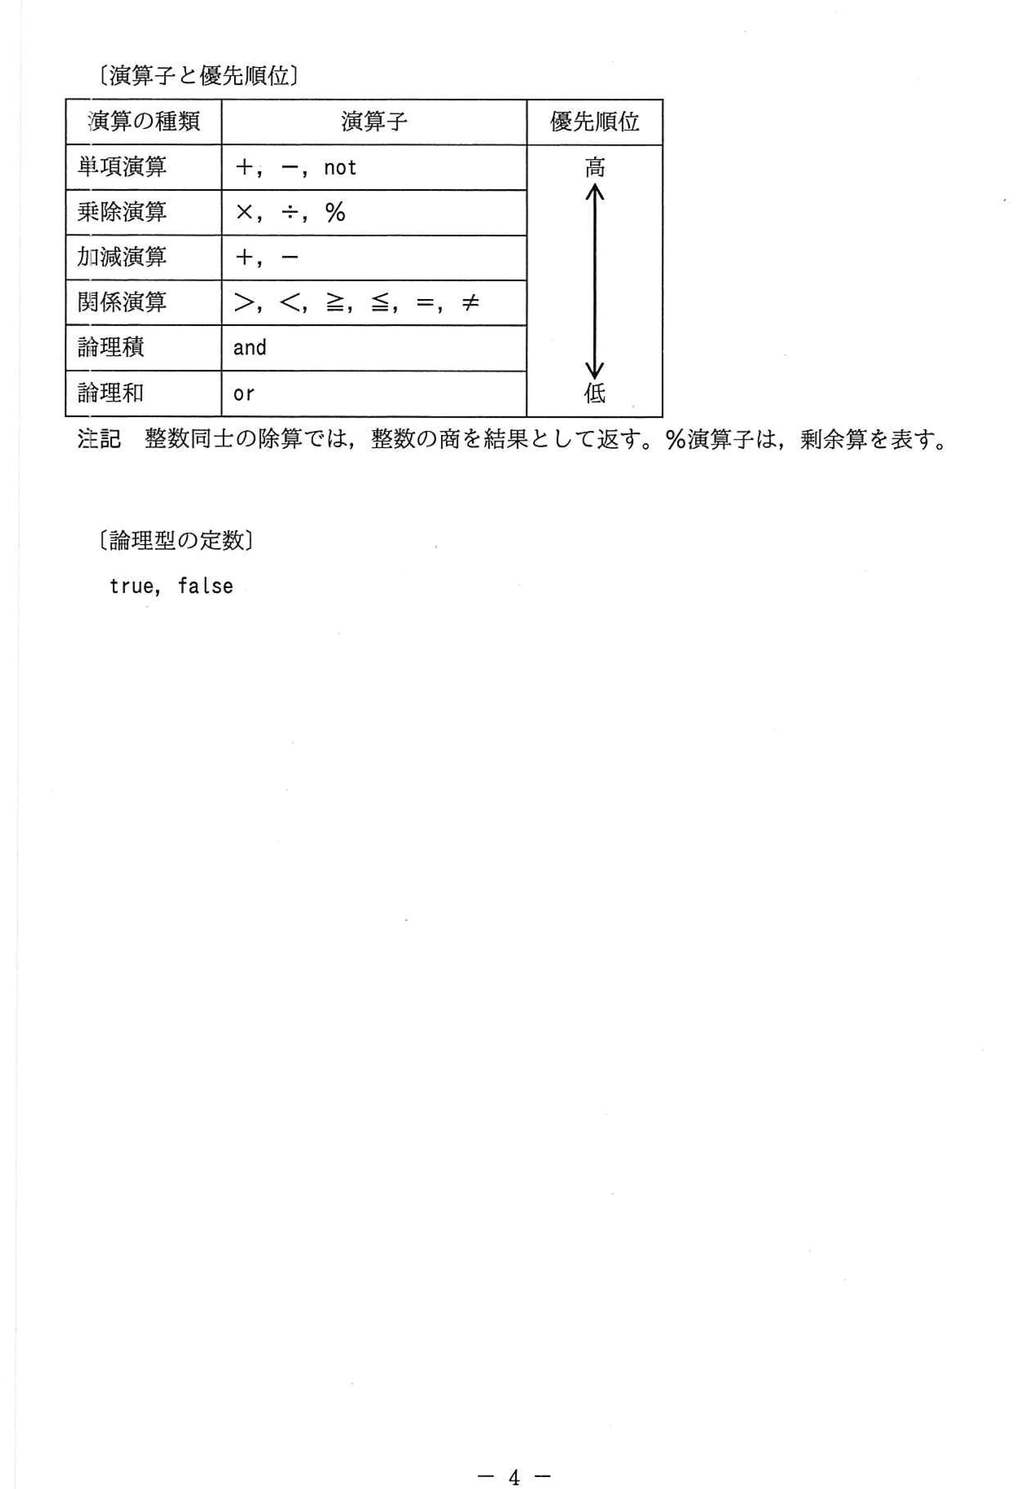 〔演算子と優先順位〕
演算の種類 演算子 優先順位
単項演算 +, −, not 高
乗除演算 ×, ÷, %
加減演算 +, −
関係演算 >, <, ≧, ≦, =, ≠
論理積 and
論理和 or 低
注記　整数同士の除算では，整数の商を結果として返す。%演算子は，剰余算を表す。
〔論理型の定数〕
true, false
− 4 −